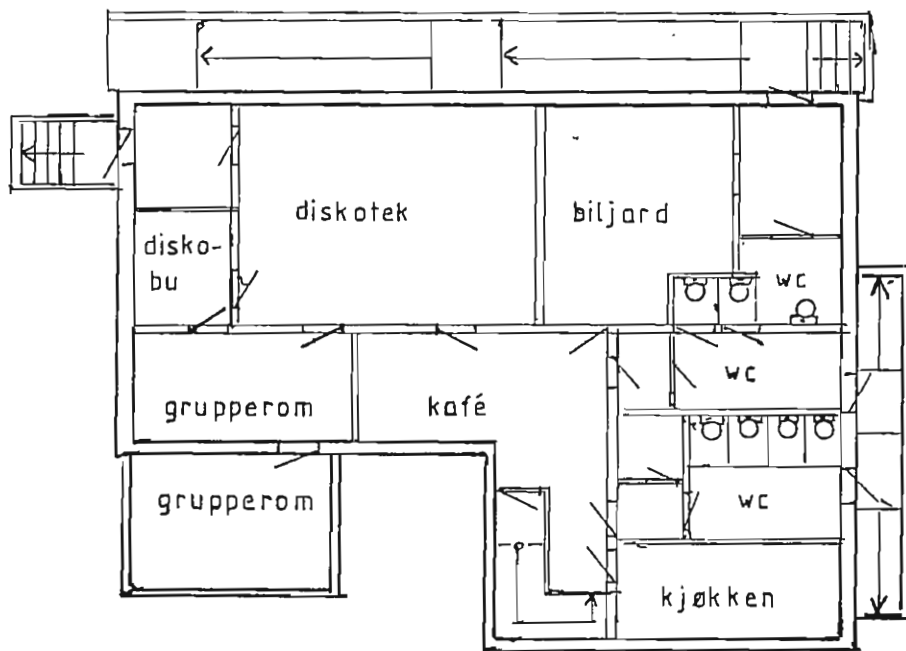 diskotek
biljard
disko-
bu
wc
wc
grupperom
kafé
grupperom
wc
kjøkken